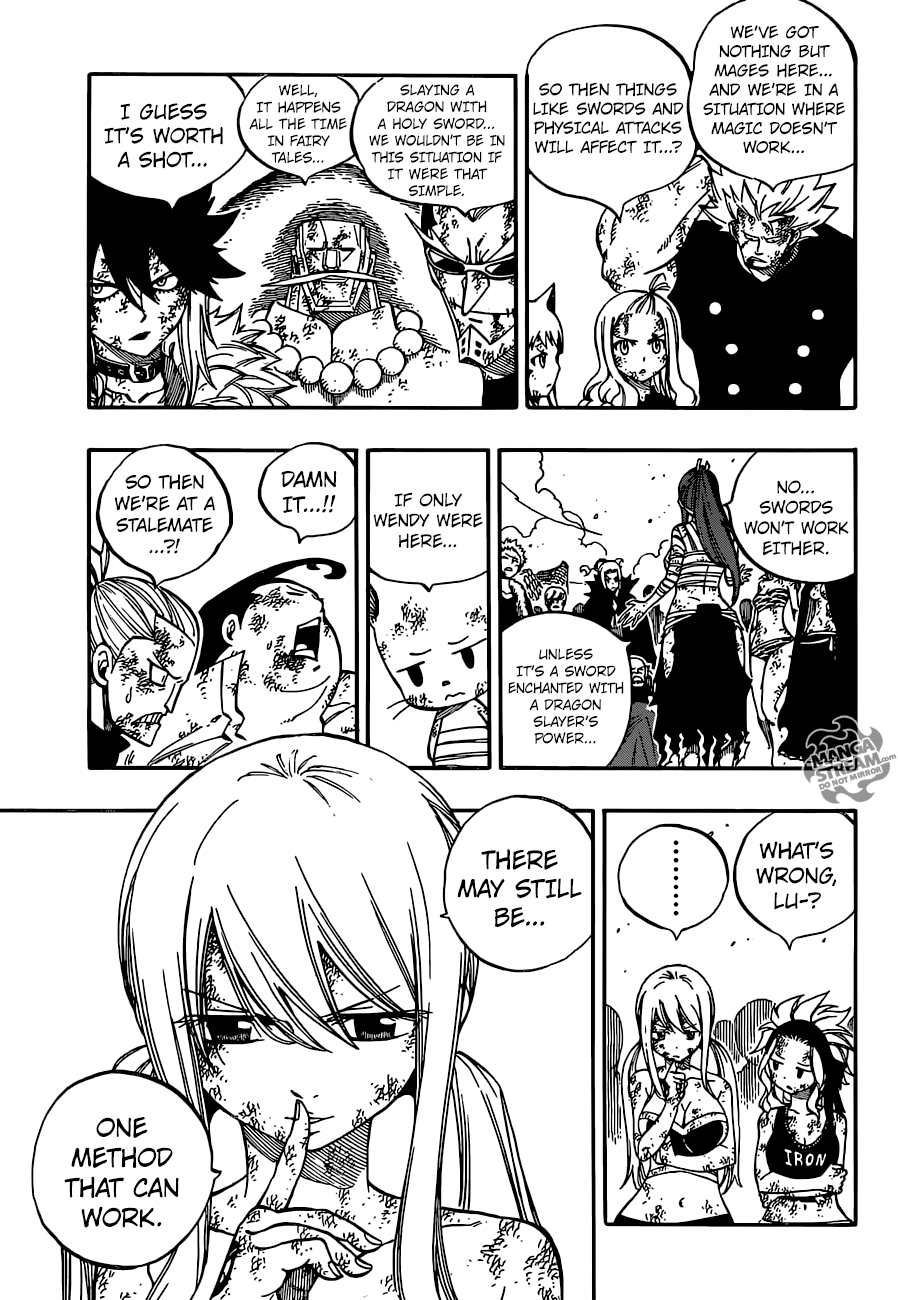 WE'VE GOT
NOTHING BUT
MAGES HERE...
AND WE'RE IN A
SITUATION WHERE
MAGIC DOESN'T
WORK...
SO THEN THINGS
LIKE SWORDS AND
PHYSICAL ATTACKS
WILL AFFECT IT...?
SLAYING A
DRAGON WITH
A HOLY SWORD...
WE WOULDN'T BE IN
THIS SITUATION IF
IT WERE THAT
SIMPLE.
WELL,
IT HAPPENS
ALL THE TIME
IN FAIRY
TALES...
I GUESS
IT'S WORTH
A SHOT...
NO...
SWORDS
WON'T WORK
EITHER.
UNLESS
IT'S A SWORD
ENCHANTED WITH
A DRAGON
SLAYER'S
POWER...
IF ONLY
WENDY WERE
HERE...
DAMN
IT...!!
SO THEN
WE'RE AT A
STALEMATE
...?!
MANGA
STREAM.com
DO NOT MIRROR
WHAT'S
WRONG,
LU-?
........
IRON
THERE
MAY STILL
BE...
ONE
METHOD
THAT CAN
WORK.